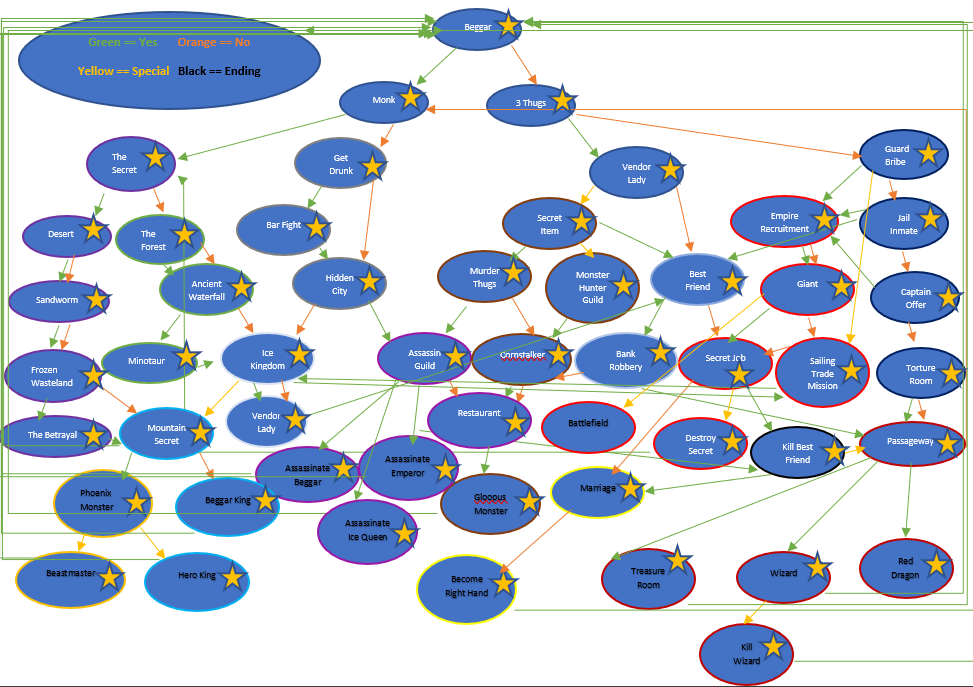 Beggar
Green == Yes Orange == No
Yellow == Special Black == Ending
Monk
3 Thugs
The
Secret
Get
Drunk
Vendor
Lady
Guard
Bribe
Desert
The
Forest
Bar Fight
Secret
Item
Empire
Recruitment
Jail
Inmate
Sandworm
Ancient
Waterfall
Hidden
City
Murder
Thugs
Monster
Hunter
Guild
Best
Friend
Giant
Captain
Offer
Frozen
Wasteland
Minotaur
Ice
Kingdom
Assassin
Guild
Cornstalker
Bank
Robbery
Secret Job
Sailing
Trade
Mission
Torture
Room
The Betrayal
Mountain
Secret
Vendor
Lady
Restaurant
Battlefield
Destroy
Secret
Kill Best
Friend
Passageway
Phoenix
Monster
Beggar King
Assassinate
Beggar
Assassinate
Emperor
Assassinate
Ice Queen
Gloopus
Monster
Marriage
Beastmaster
Hero King
Become
Right Hand
Treasure
Room
Wizard
Red
Dragon
Kill
Wizard